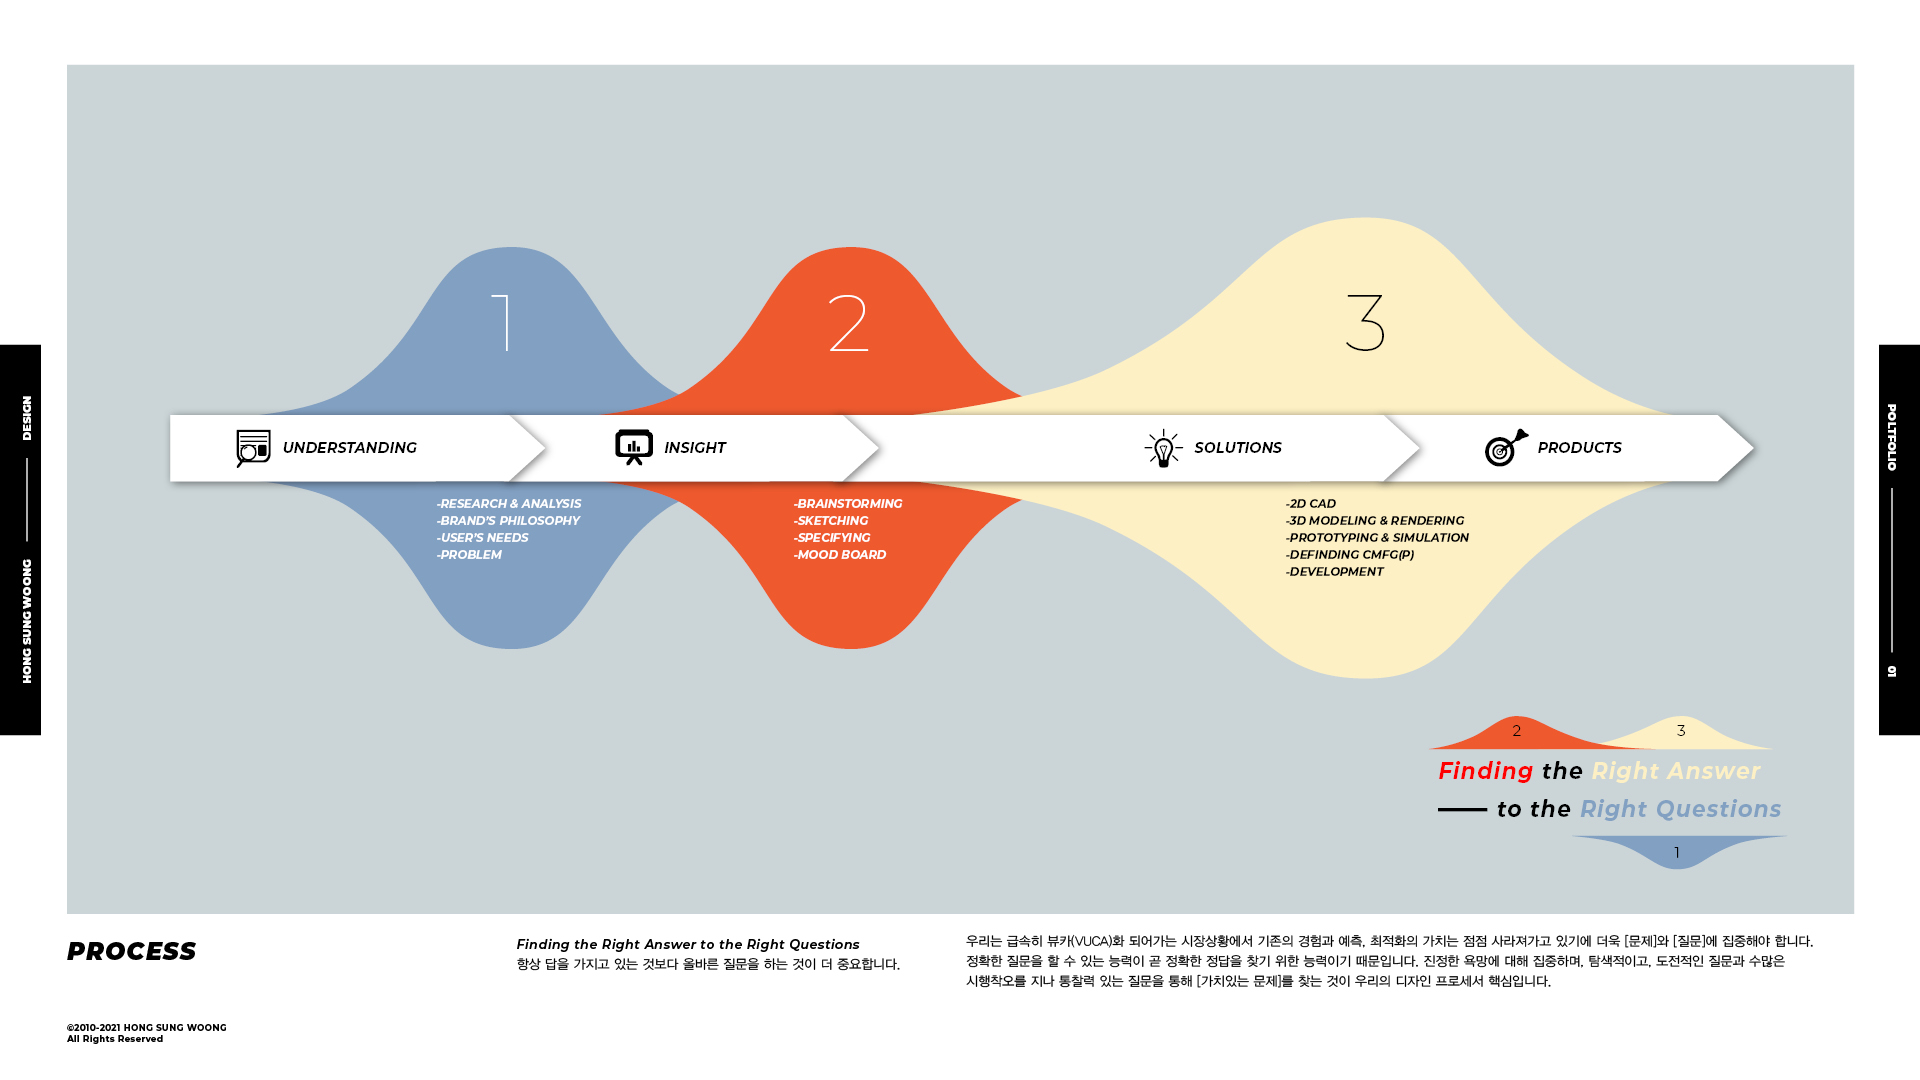 DESIGN
HONG SUNG WOONG
POLTFOLIO
01
1
2
3
UNDERSTANDING
INSIGHT
SOLUTIONS
PRODUCTS
-RESEARCH & ANALYSIS
-BRAND'S PHILOSOPHY
-USER'S NEEDS
-PROBLEM
-BRAINSTORMING
-SKETCHING
-SPECIFYING
-MOOD BOARD
-2D CAD
-3D MODELING & RENDERING
-PROTOTYPING & SIMULATION
-DEFINDING CMFG(P)
-DEVELOPMENT
2
3
Finding the Right Answer
to the Right Questions
1
PROCESS
Finding the Right Answer to the Right Questions
항상 답을 가지고 있는 것보다 올바른 질문을 하는 것이 더 중요합니다.
우리는 급속히 뷰카(VUCA)화 되어가는 시장상황에서 기존의 경험과 예측, 최적화의 가치는 점점 사라져가고 있기에 더욱 [문제]와 [질문]에 집중해야 합니다.
정확한 질문을 할 수 있는 능력이 곧 정확한 정답을 찾기 위한 능력이기 때문입니다. 진정한 욕망에 대해 집중하며, 탐색적이고, 도전적인 질문과 수많은
시행착오를 지나 통찰력 있는 질문을 통해 [가치있는 문제]를 찾는 것이 우리의 디자인 프로세서 핵심입니다.
©2010-2021 HONG SUNG WOONG
All Rights Reserved